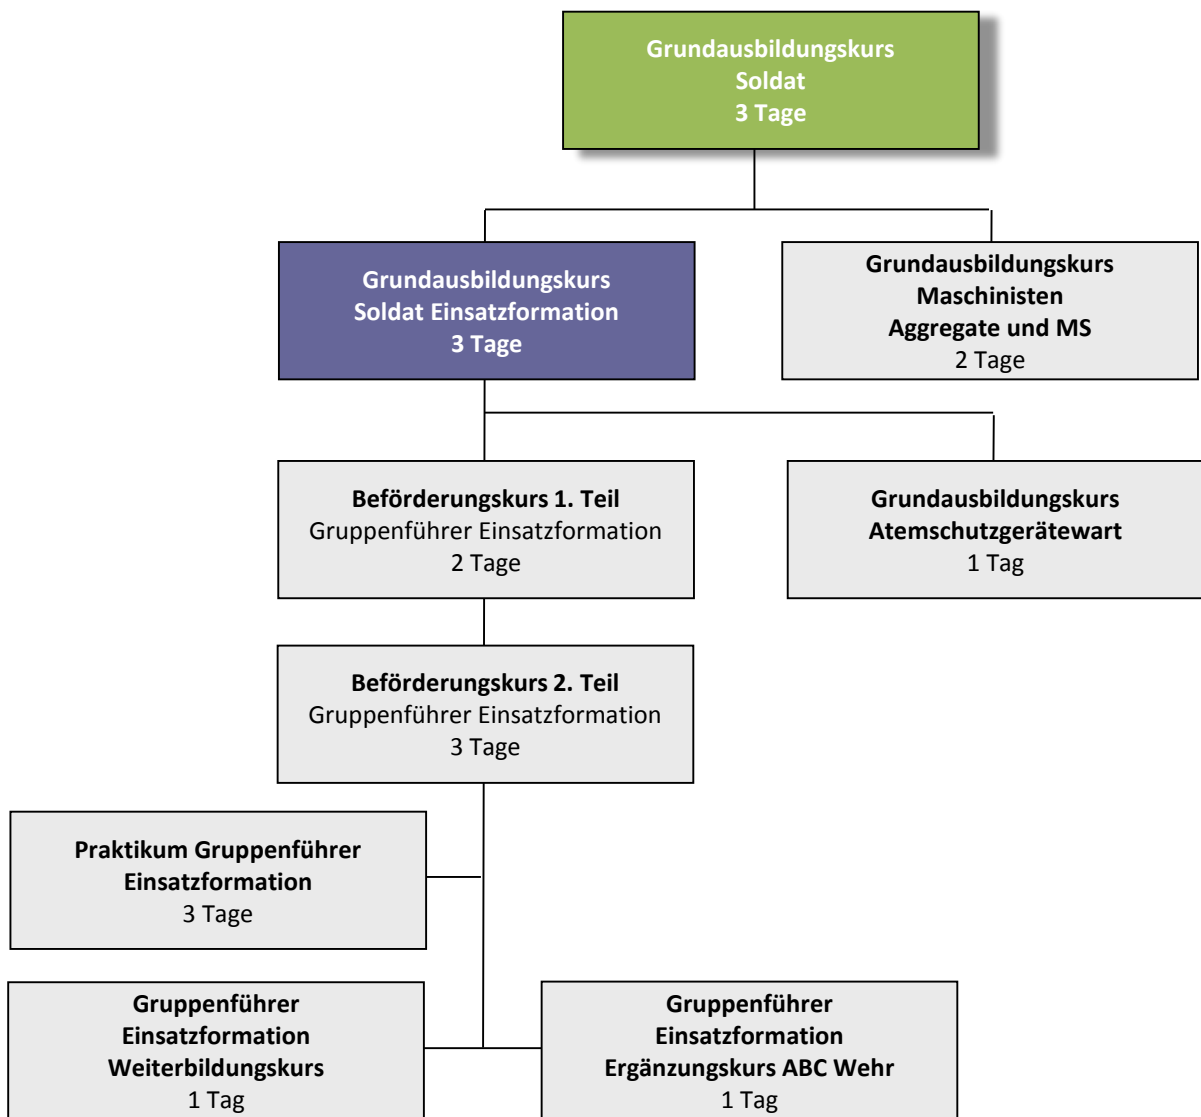 Grundausbildungskurs
Soldat
3 Tage
Grundausbildungskurs
Soldat Einsatzformation
3 Tage
Grundausbildungskurs
Maschinisten
Aggregate und MS
2 Tage
Beförderungskurs 1. Teil
Gruppenführer Einsatzformation
2 Tage
Grundausbildungskurs
Atemschutzgerätewart
1 Tag
Beförderungskurs 2. Teil
Gruppenführer Einsatzformation
3 Tage
Praktikum Gruppenführer
Einsatzformation
3 Tage
Gruppenführer
Einsatzformation
Weiterbildungskurs
1 Tag
Gruppenführer
Einsatzformation
Ergänzungskurs ABC Wehr
1 Tag